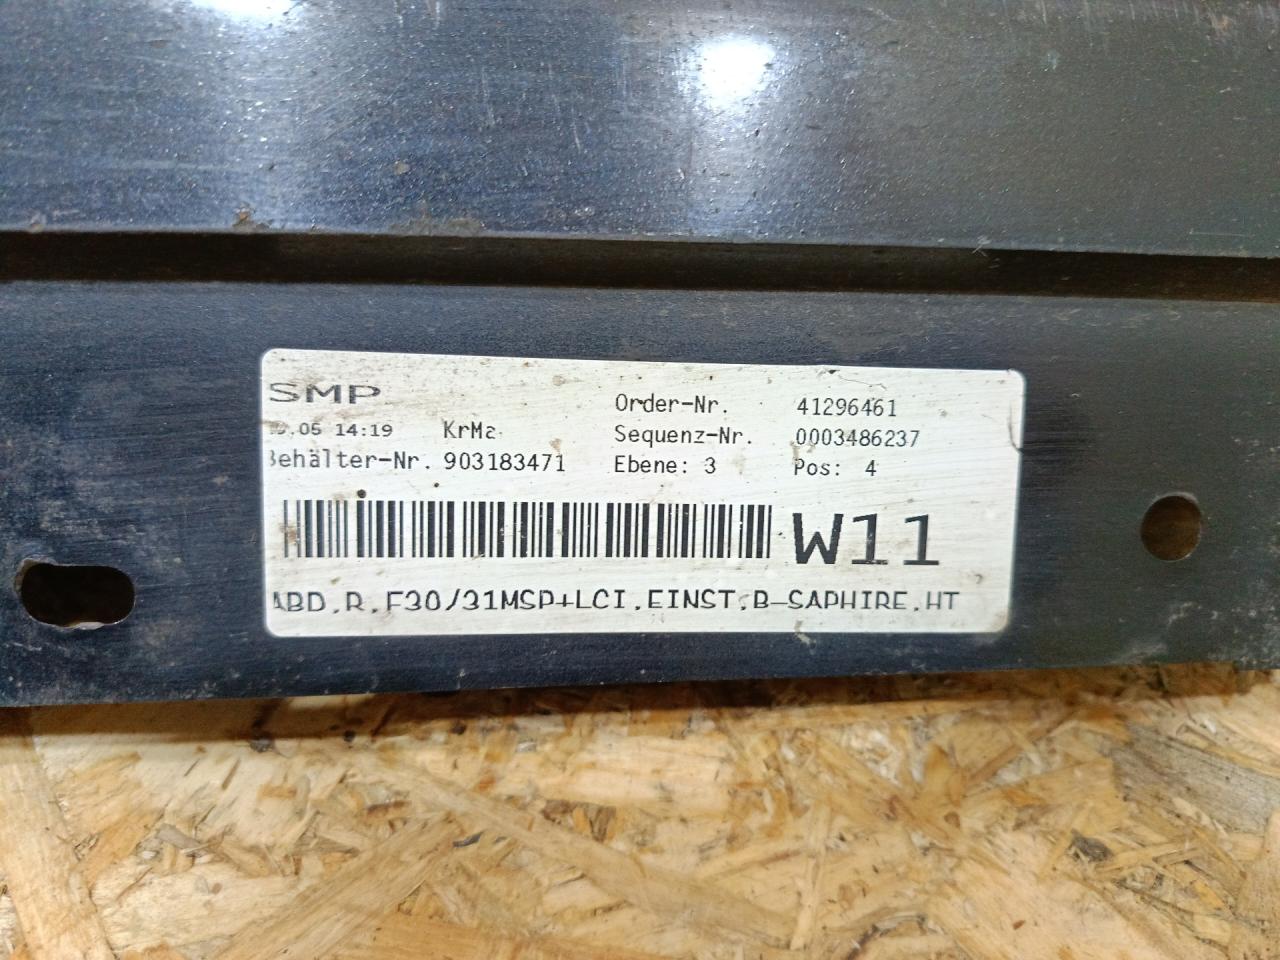 SMP
.05 14:19 KrMa
Behälter-Nr. 903183471
Order-Nr. 41296461
Sequenz-Nr. 0003486237
Ebene: 3 Pos: 4
W11
ABD.R.F30/31MSP+LCI.EINST.B-SAPHIRE.HT